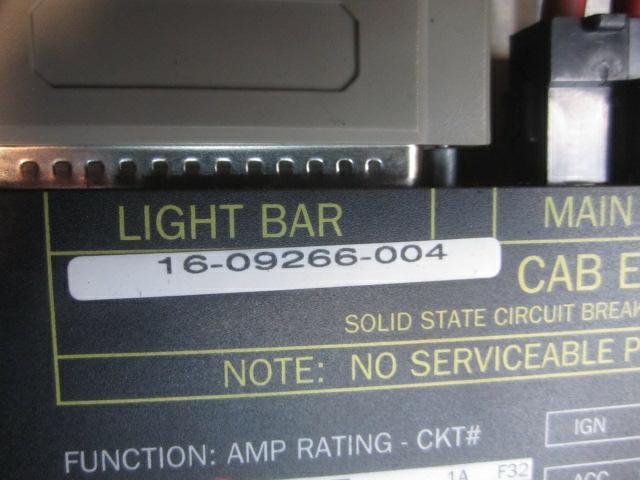 LIGHT BAR
MAIN
16-09266-004
CAB E
SOLID STATE CIRCUIT BREAK
NOTE: NO SERVICEABLE P
FUNCTION: AMP RATING - CKT#
IGN
1A F32
ACC